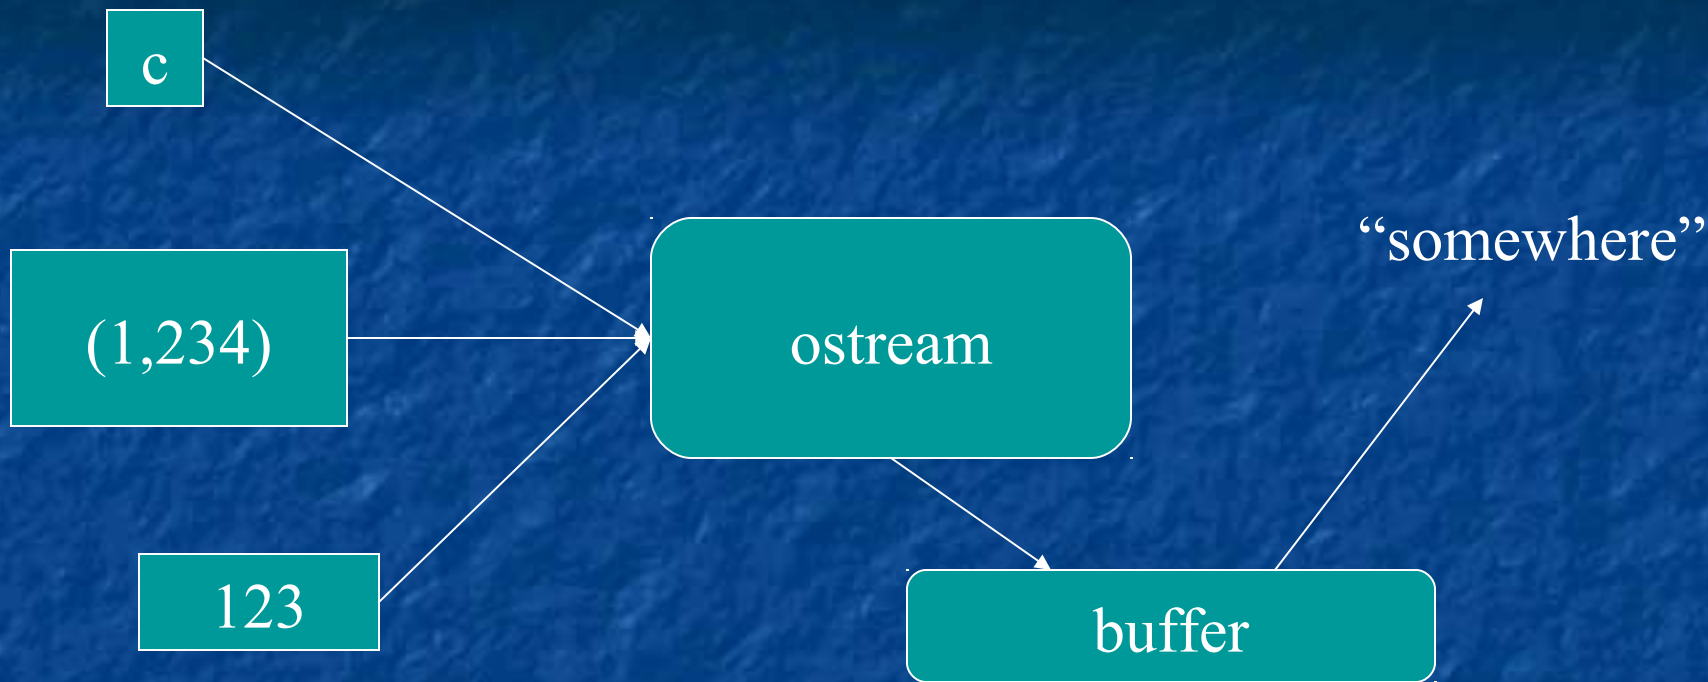 c
“somewhere”
(1,234)
ostream
123
buffer